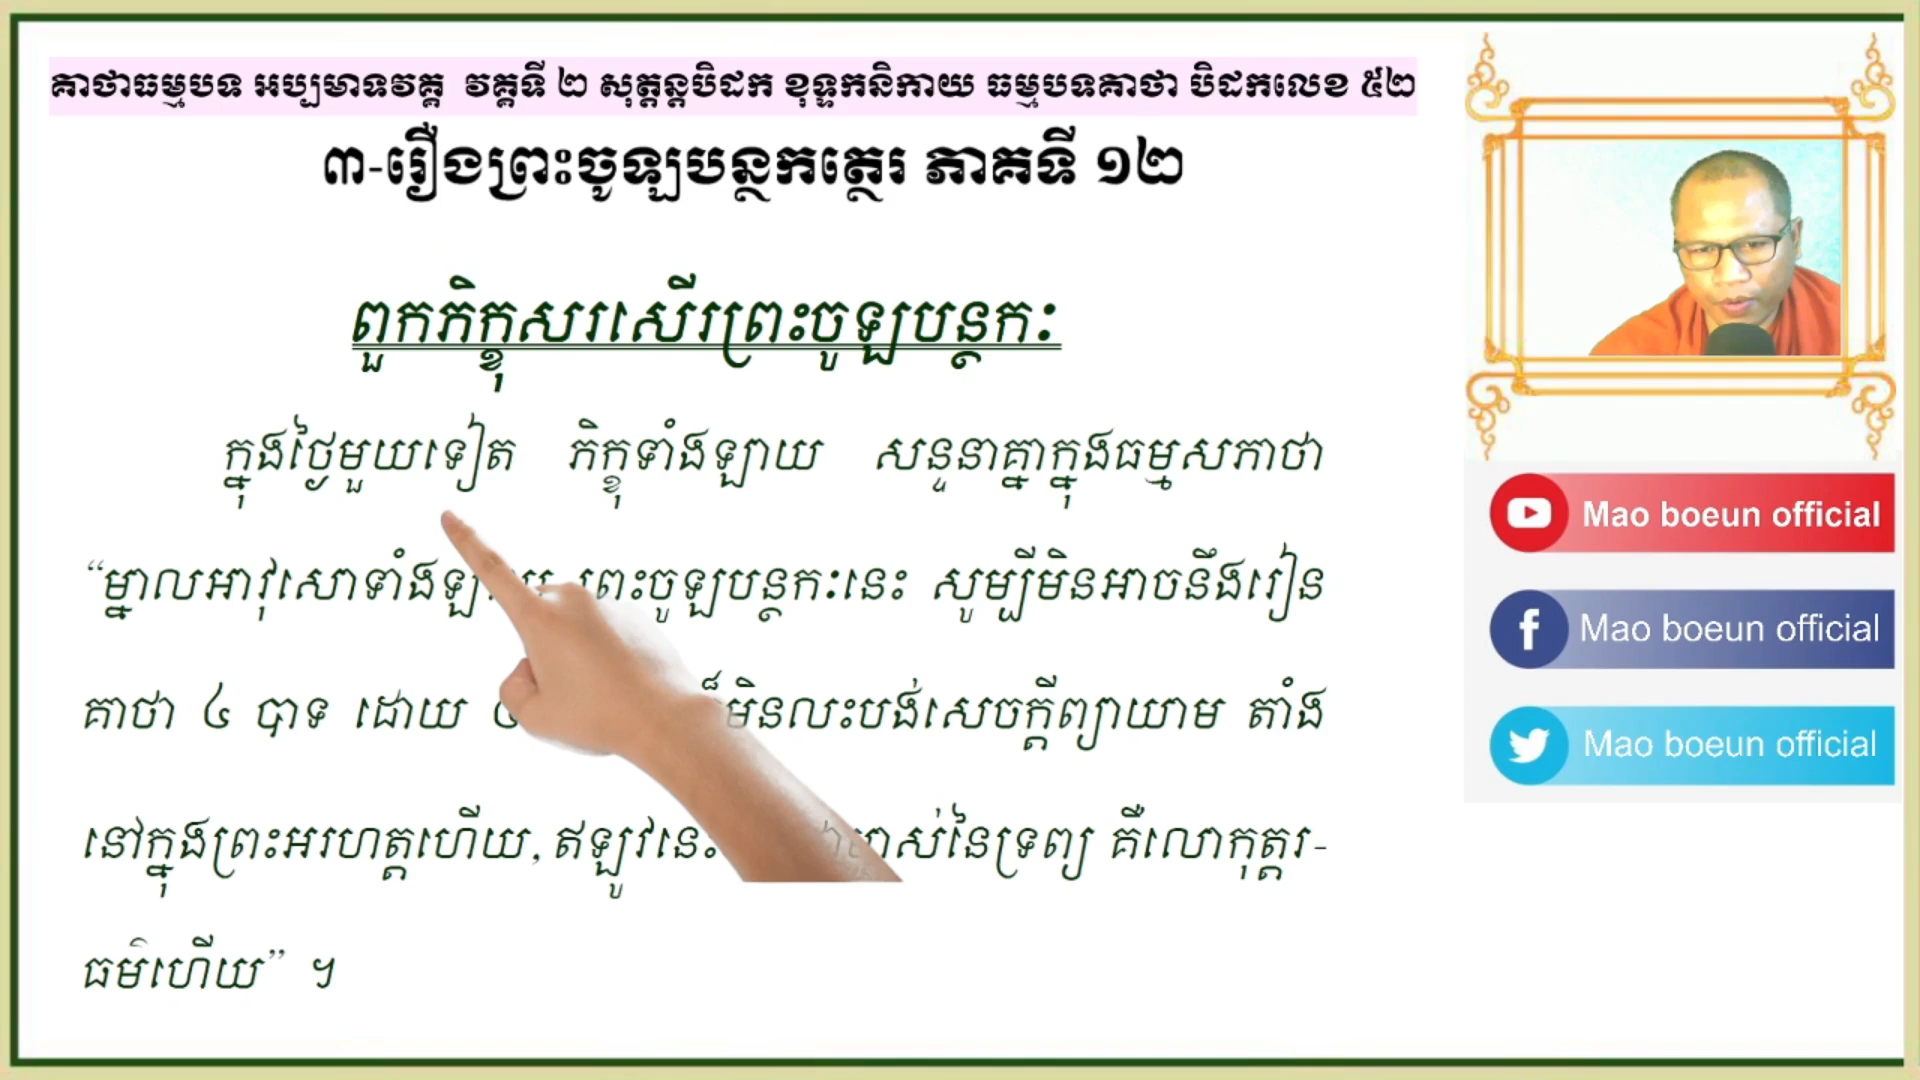 គាថាធម្មបទ អប្បមាទវគ្គ វគ្គទី ២ សុត្តន្តបិដក ខុទ្ទកនិកាយ ធម្មបទគាថា បិដកលេខ ៥២
៣-រឿងព្រះចូឡបន្ថកត្ថេរ ភាគទី ១២
ពួកភិក្ខុសរសើរព្រះចូឡបន្ថកៈ
ក្នុងថ្ងៃមួយទៀត ភិក្ខុទាំងឡាយ សន្ទនាគ្នាក្នុងធម្មសភាថា
“ម្នាលអាវុសោទាំងឡាយ ព្រះចូឡបន្ថកៈនេះ សូម្បីមិនអាចនឹងរៀន
គាថា ៤ បាទ ដោយ ៤ ក៏មិនលះបង់សេចក្តីព្យាយាម តាំង
នៅក្នុងព្រះអរហត្តហើយ, ឥឡូវនេះ ម្ចាស់នៃទ្រព្យ គឺលោកុត្តរ-
ធម៌ហើយ” ។
Mao boeun official
Mao boeun official
Mao boeun official